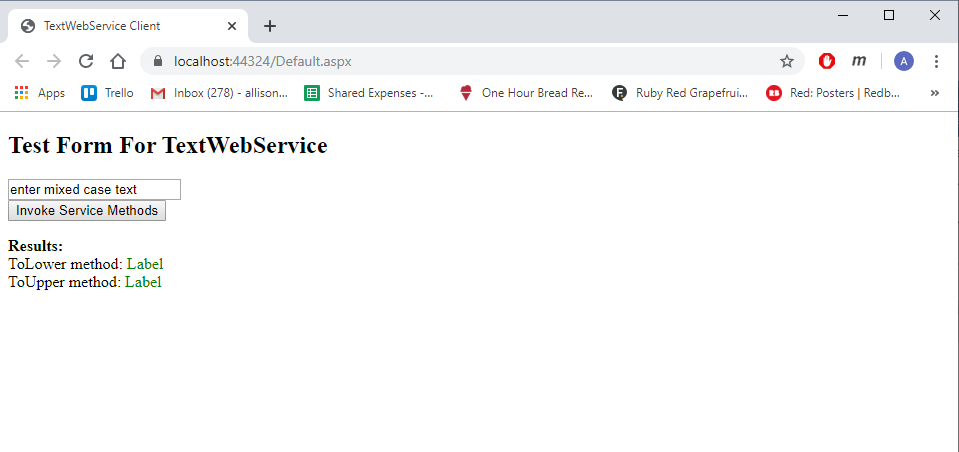 TextWebService Client
localhost:44324/Default.aspx
A
Apps Trello Inbox (278) - allison... Shared Expenses -... One Hour Bread Re... Ruby Red Grapefrui... Red: Posters | Redb... »
Test Form For TextWebService
enter mixed case text
Invoke Service Methods
Results:
ToLower method: Label
ToUpper method: Label